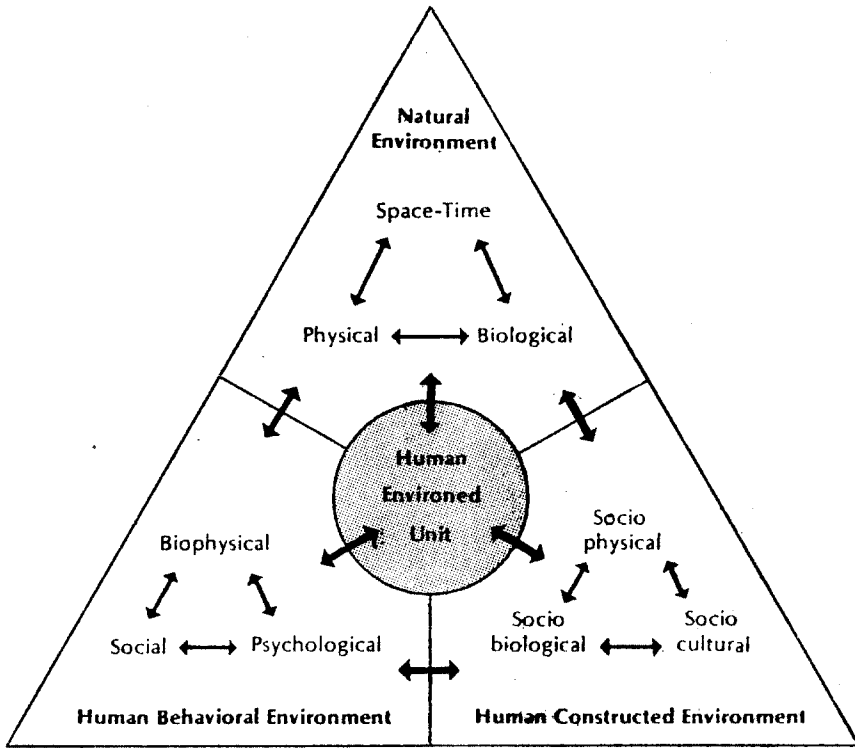 Natural
Environment
Space-Time
Physical
Biological
Human
Environed
Unit
Biophysical
Social
Psychological
Human Behavioral Environment
Socio
physical
Socio
biological
Socio
cultural
Human Constructed Environment